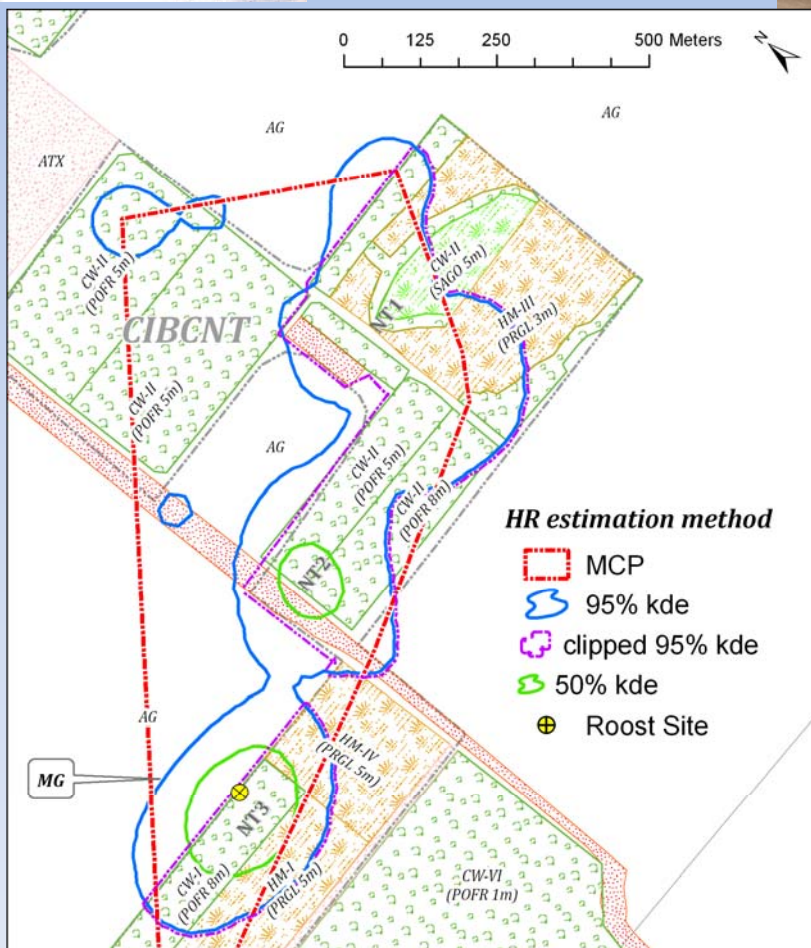 0 125 250 500 Meters
N
AG
AG
ATX
CW-II
(POFR 5m)
CIBCNT
CW-II
(SAGO 5m)
NT1
HM-III
(PRGL 3m)
CW-II
(POFR 5m)
AG
CW-II
(POFR 5m)
CW-II
(POFR 8m)
NT2
HR estimation method
MCP
95% kde
clipped 95% kde
50% kde
Roost Site
AG
MG
HM-IV
(PRGL 5m)
NT3
CW-I
(POFR 8m)
HM-I
(PRGL 5m)
CW-VI
(POFR 1m)